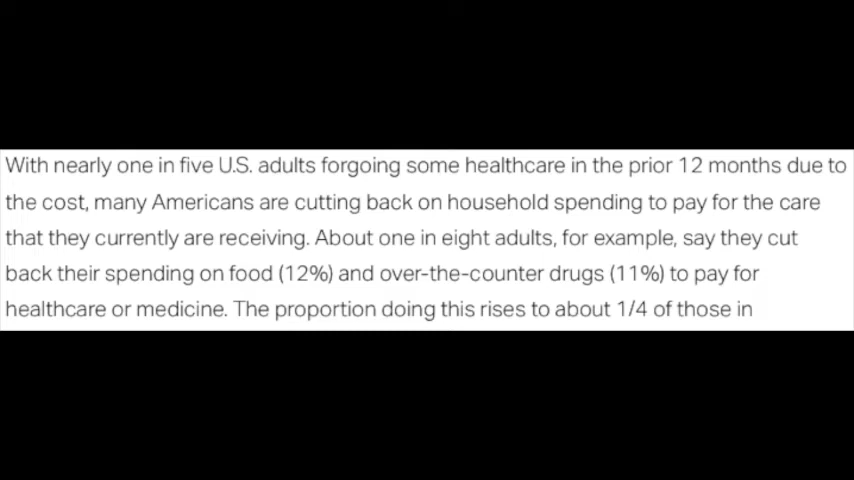 With nearly one in five U.S. adults forgoing some healthcare in the prior 12 months due to
the cost, many Americans are cutting back on household spending to pay for the care
that they currently are receiving. About one in eight adults, for example, say they cut
back their spending on food (12%) and over-the-counter drugs (11%) to pay for
healthcare or medicine. The proportion doing this rises to about 1/4 of those in